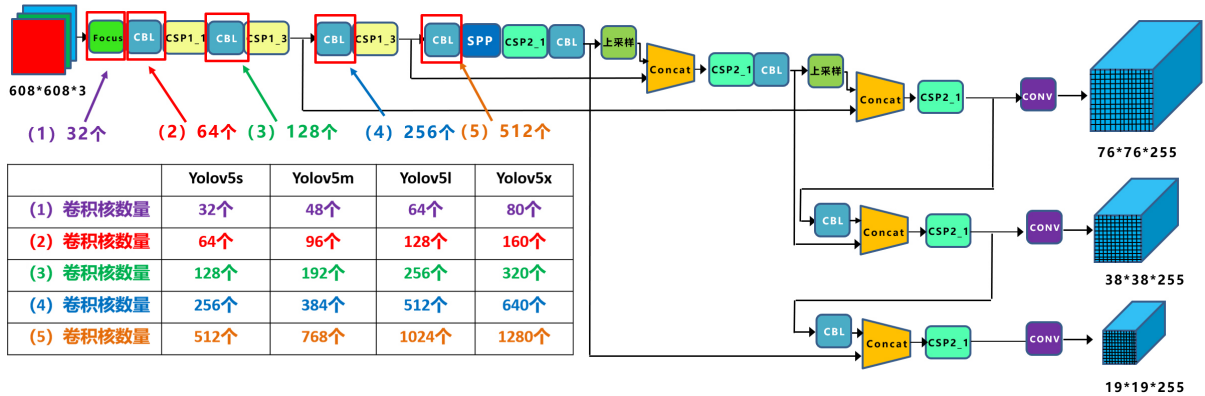 Focus
CBL
CSP1_1
CBL
CSP1_3
CBL
CSP1_3
CBL
SPP
CSP2_1
CBL
上采样
Concat
CSP2_1
CBL
上采样
Concat
CSP2_1
CONV
608*608*3
(1) 32个
(2) 64个
(3) 128个
(4) 256个
(5) 512个
76*76*255
Yolov5s Yolov5m Yolov5l Yolov5x
(1) 卷积核数量 32个 48个 64个 80个
(2) 卷积核数量 64个 96个 128个 160个
(3) 卷积核数量 128个 192个 256个 320个
(4) 卷积核数量 256个 384个 512个 640个
(5) 卷积核数量 512个 768个 1024个 1280个
CBL
Concat
CSP2_1
CONV
38*38*255
CBL
Concat
CSP2_1
CONV
19*19*255